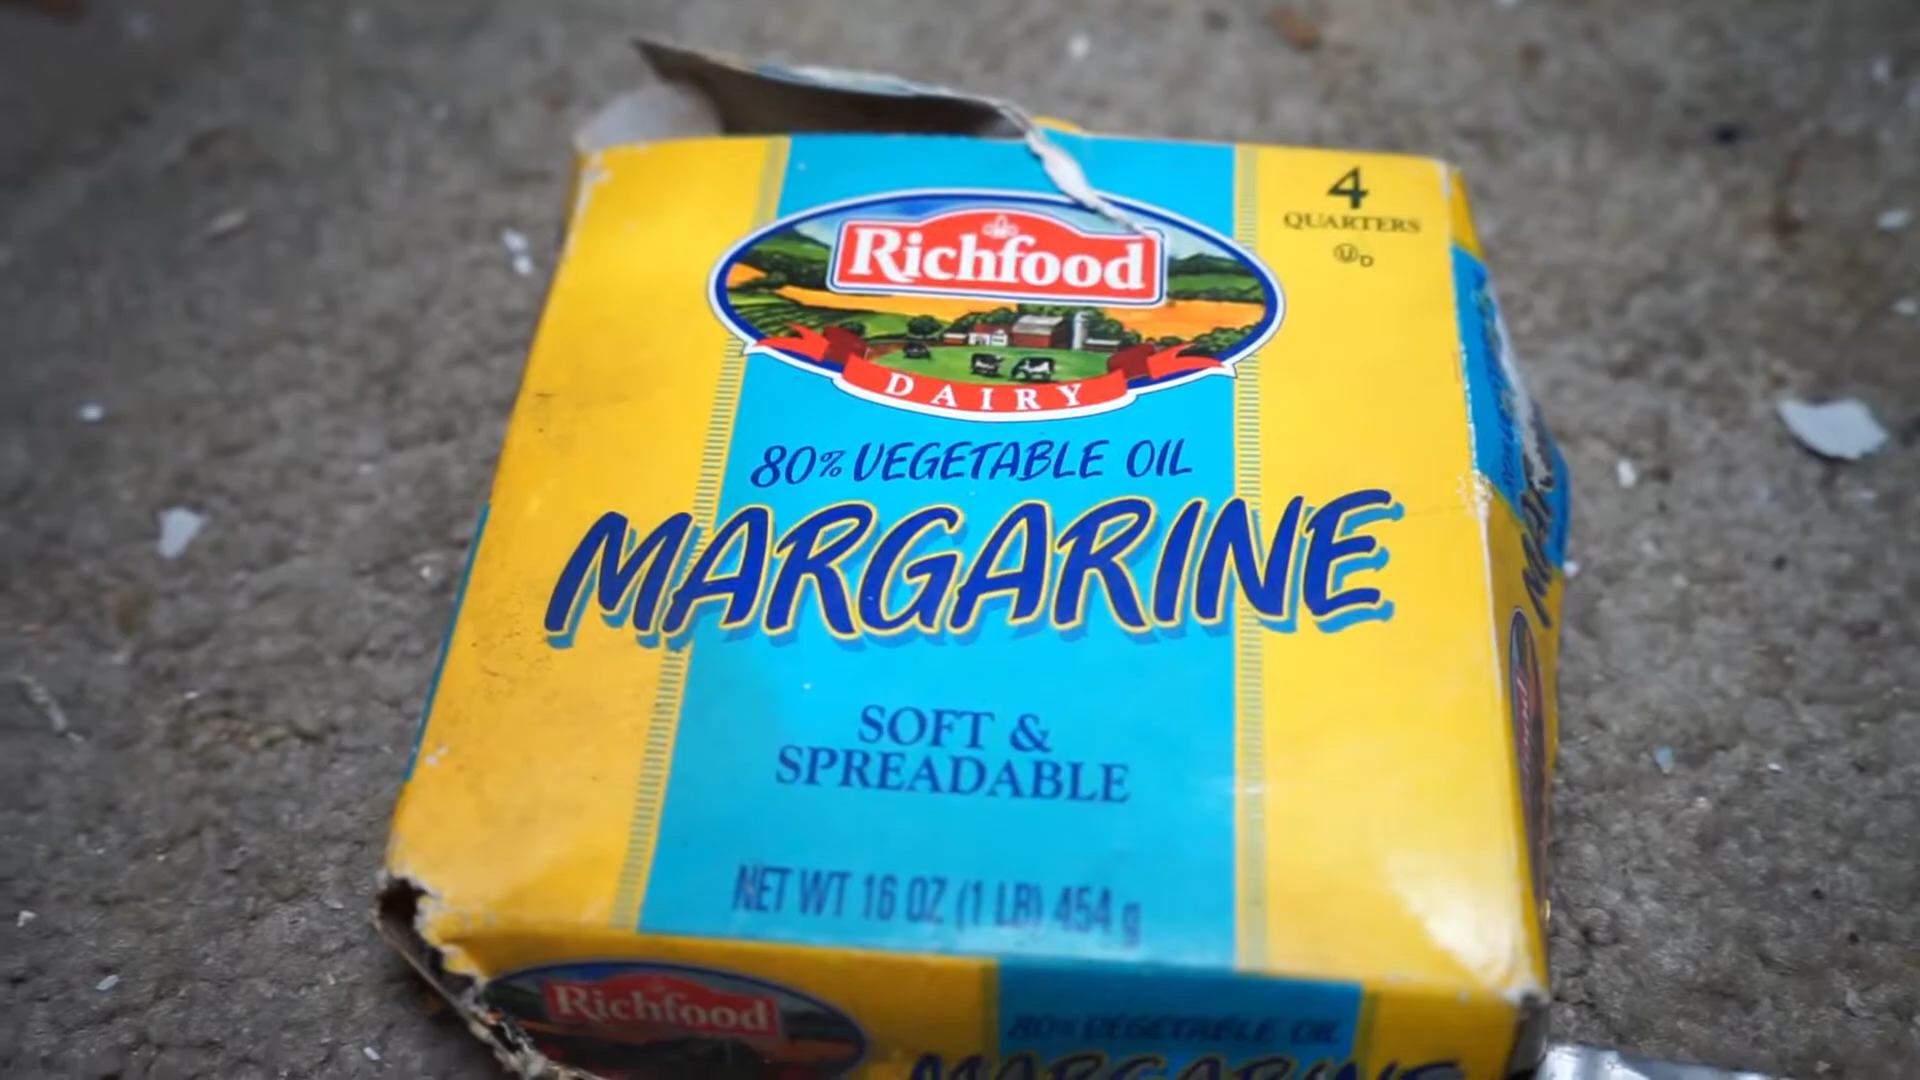 4
QUARTERS
Ⓤ D
Richfood
DAIRY
80% VEGETABLE OIL
MARGARINE
SOFT &
SPREADABLE
NET WT 16 OZ (1 LB) 454 g
Richfood
80% VEGETABLE OIL
MARGARINE